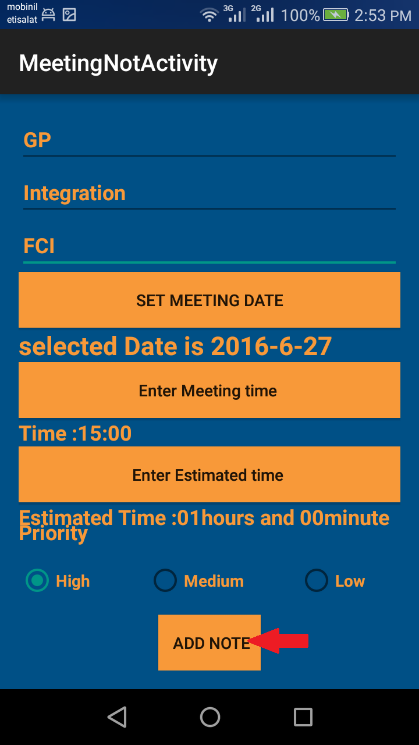 mobinil
etisalat 3G 2G 100% 2:53 PM
MeetingNotActivity
GP
Integration
FCI
SET MEETING DATE
selected Date is 2016-6-27
Enter Meeting time
Time :15:00
Enter Estimated time
Estimated Time :01hours and 00minute
Priority
High Medium Low
ADD NOTE